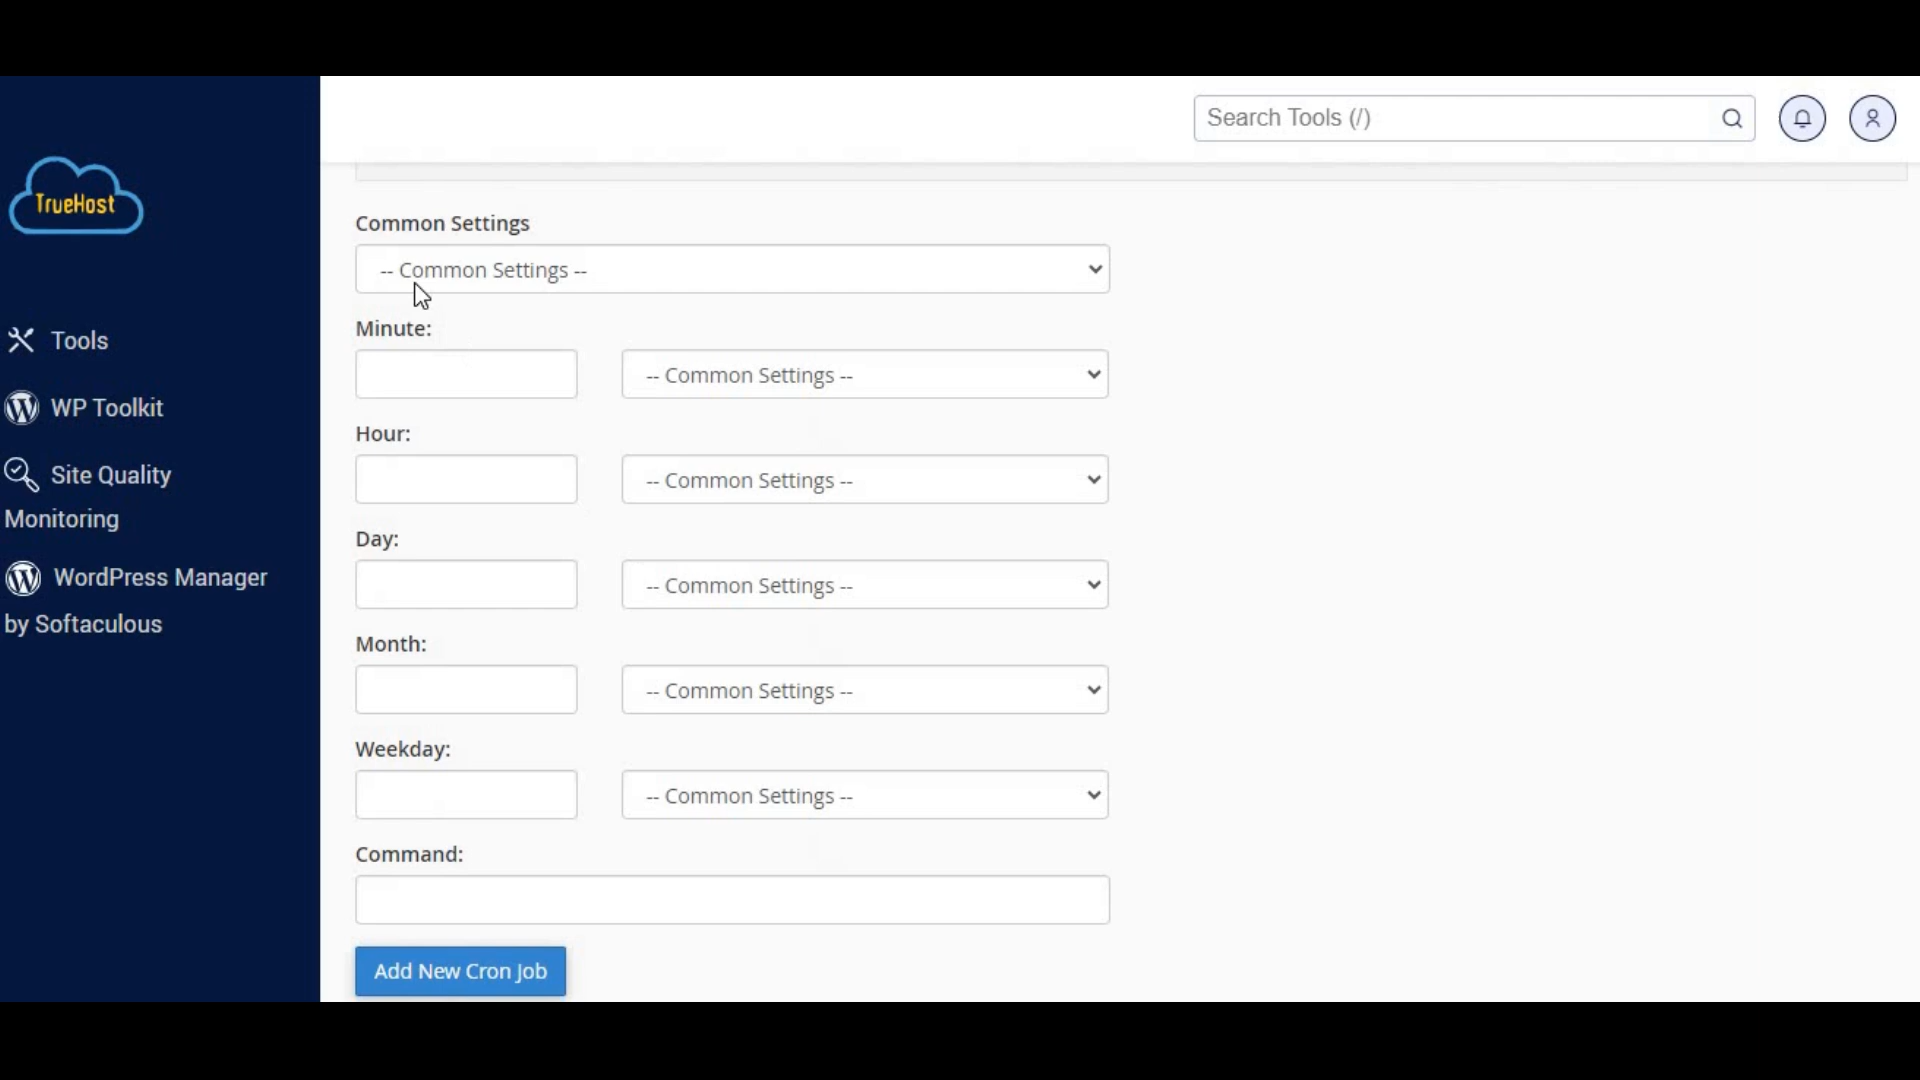 Search Tools (/)
TrueHost
Tools
WP Toolkit
Site Quality
Monitoring
WordPress Manager
by Softaculous
Common Settings
-- Common Settings --
Minute:
-- Common Settings --
Hour:
-- Common Settings --
Day:
-- Common Settings --
Month:
-- Common Settings --
Weekday:
-- Common Settings --
Command:
Add New Cron Job